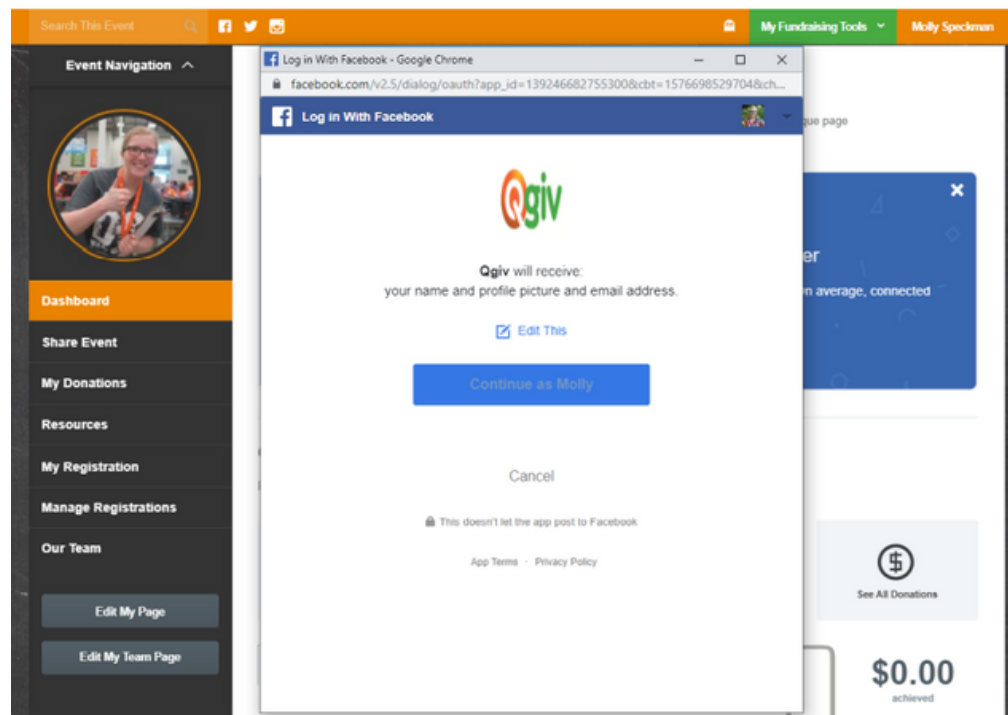 Search This Event
My Fundraising Tools
Molly Speckman
Event Navigation
Dashboard
Share Event
My Donations
Resources
My Registration
Manage Registrations
Our Team
Edit My Page
Edit My Team Page
Log in With Facebook - Google Chrome
facebook.com/v2.5/dialog/oauth?app_id=139246682755300&cbt=1576698529704&ch...
Log in With Facebook
Qgiv
Qgiv will receive:
your name and profile picture and email address.
Edit This
Continue as Molly
Cancel
This doesn't let the app post to Facebook
App Terms · Privacy Policy
que page
er
n average, connected
See All Donations
$0.00
achieved